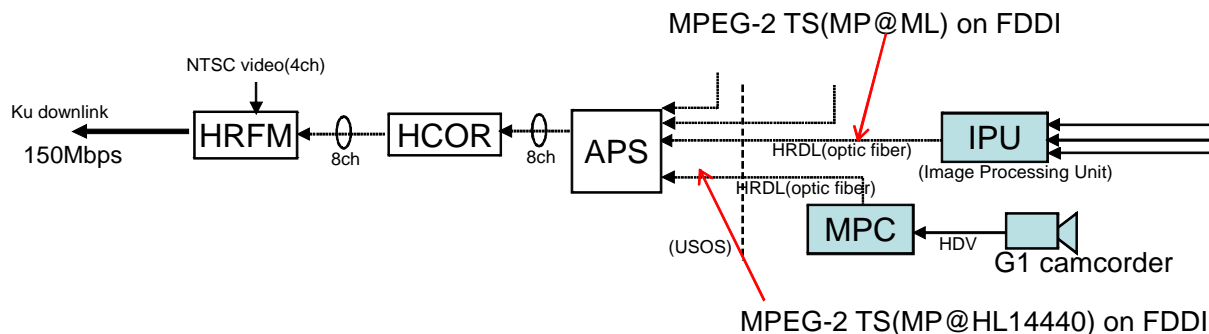 MPEG-2 TS(MP@ML) on FDDI
NTSC video(4ch)
Ku downlink
150Mbps
HRFM
8ch
HCOR
8ch
APS
HRDL(optic fiber)
IPU
(Image Processing Unit)
HRDL(optic fiber)
(USOS)
MPC
HDV
G1 camcorder
MPEG-2 TS(MP@HL14440) on FDDI